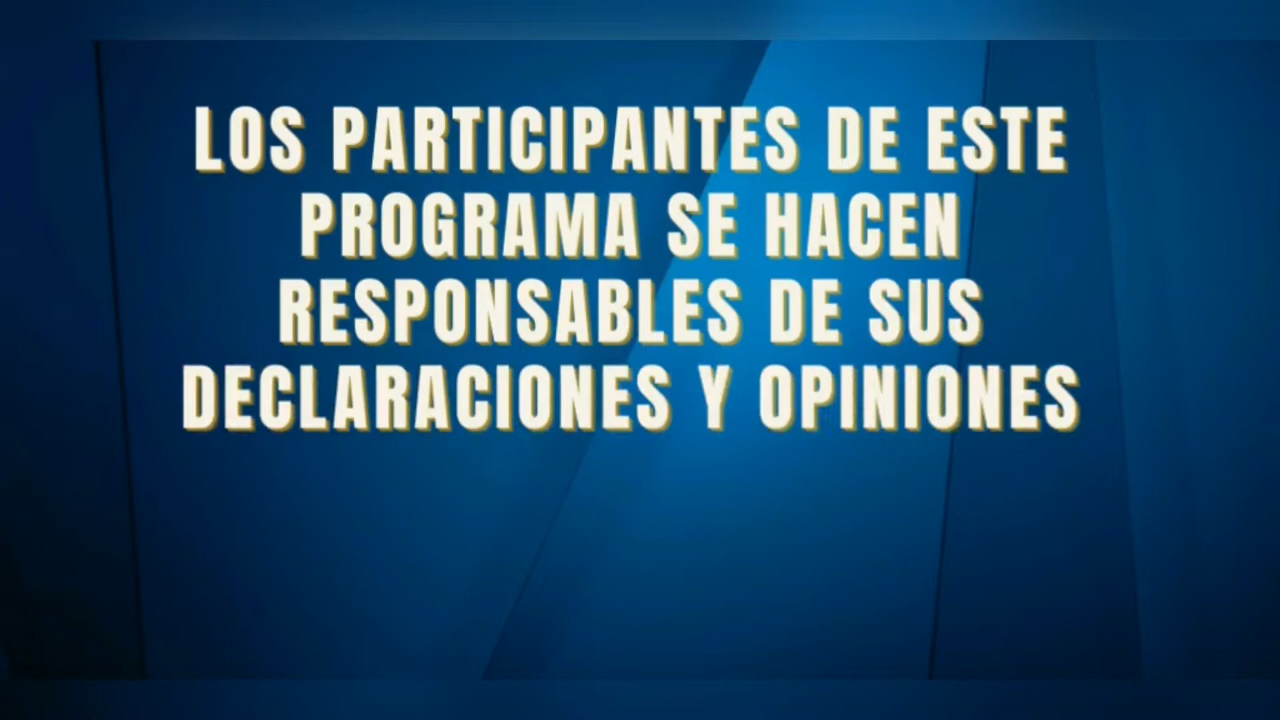 LOS PARTICIPANTES DE ESTE
PROGRAMA SE HACEN
RESPONSABLES DE SUS
DECLARACIONES Y OPINIONES